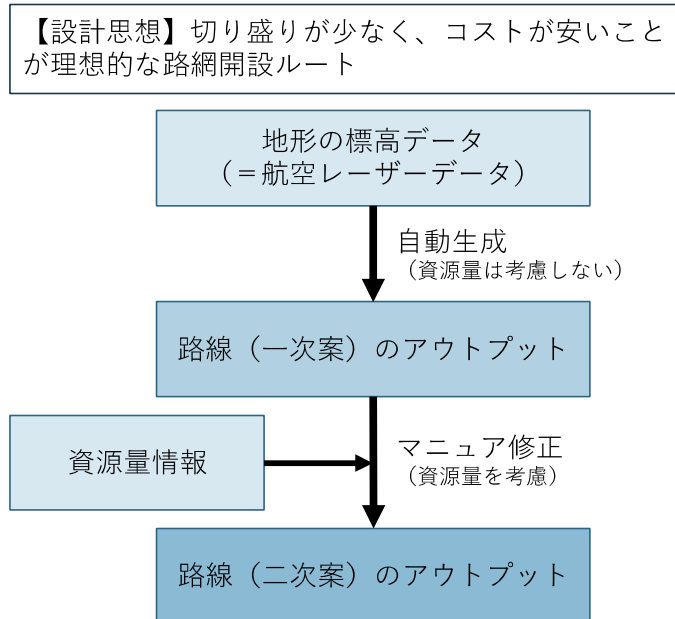 【設計思想】切り盛りが少なく、コストが安いこと
が理想的な路網開設ルート
地形の標高データ
（＝航空レーザーデータ）
自動生成
（資源量は考慮しない）
路線（一次案）のアウトプット
資源量情報
マニュア修正
（資源量を考慮）
路線（二次案）のアウトプット